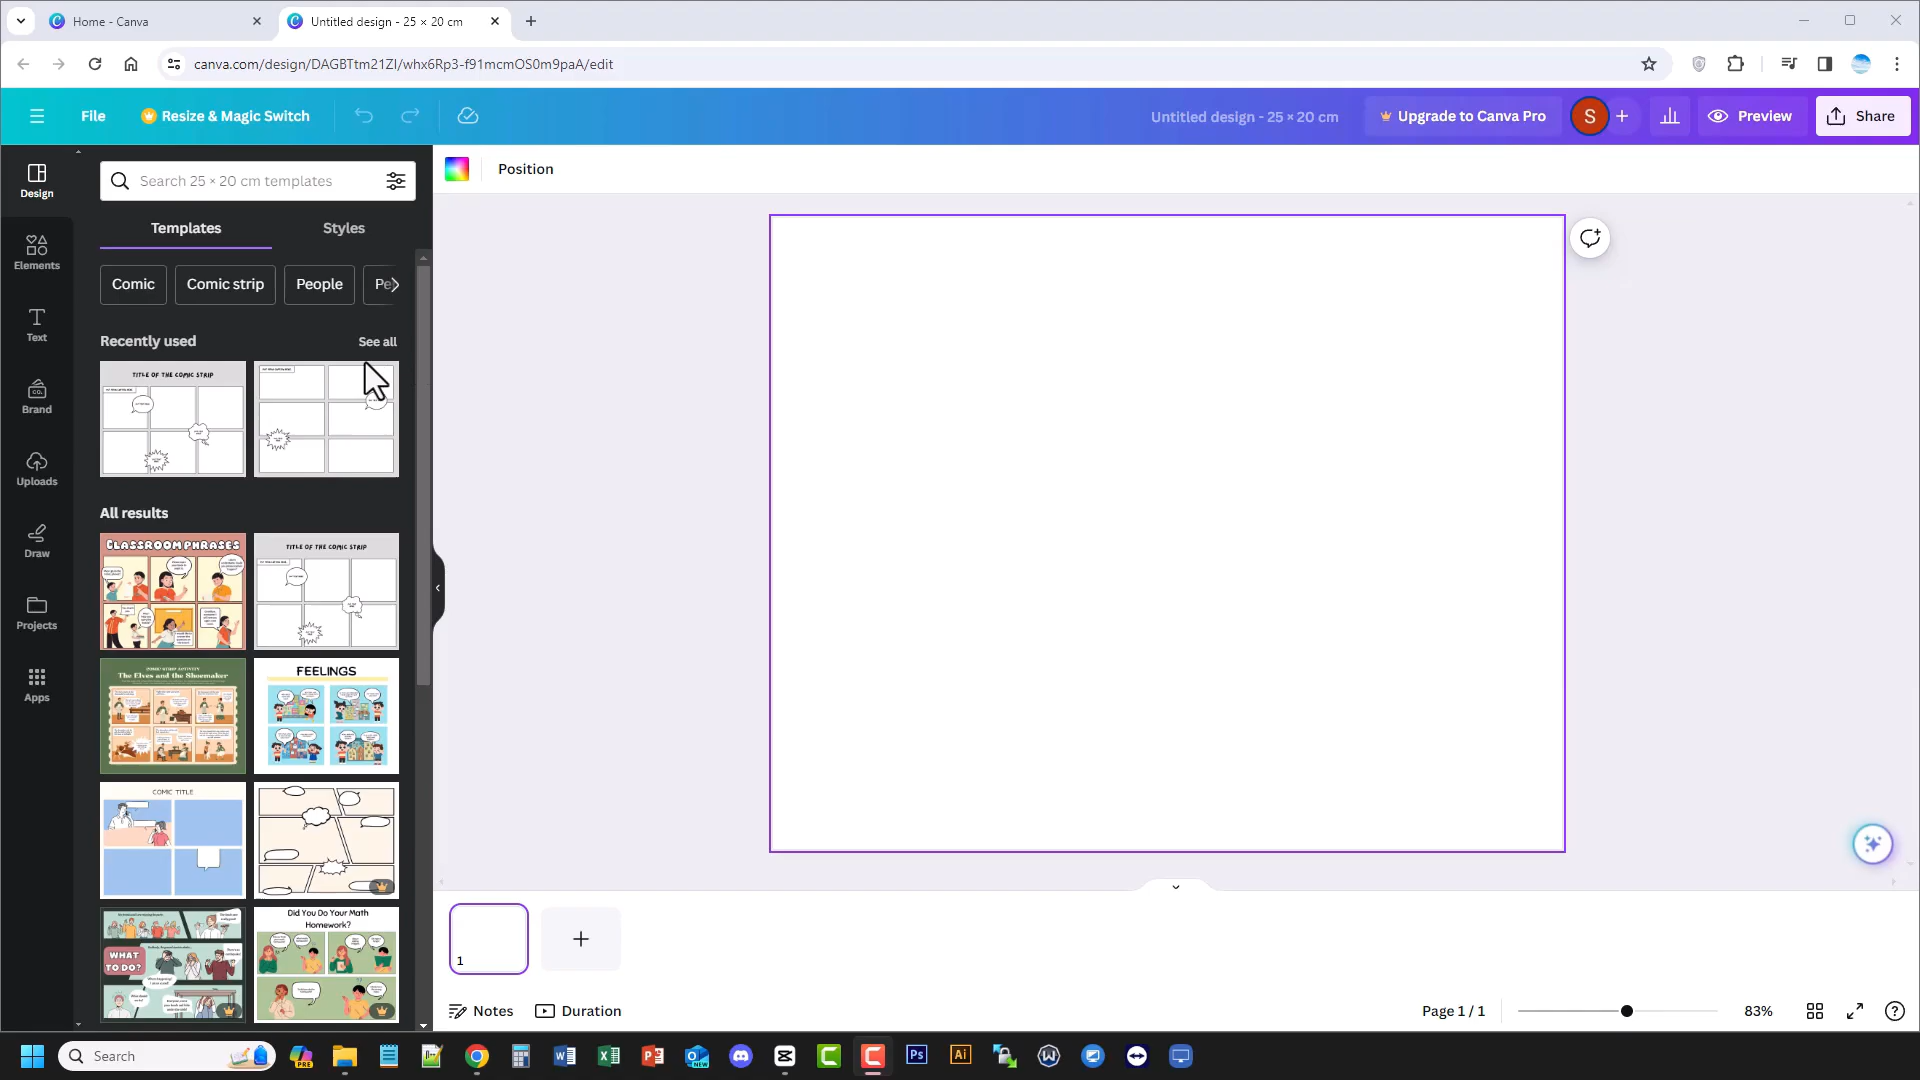 Home - Canva
Untitled design - 25 × 20 cm
canva.com/design/DAGBTtm21ZI/whx6Rp3-f91mcmOS0m9paA/edit
File
Resize & Magic Switch
Untitled design - 25 × 20 cm
Upgrade to Canva Pro
S
Preview
Share
Design
Elements
Text
Brand
Uploads
Draw
Projects
Apps
Search 25 × 20 cm templates
Position
Templates
Styles
Comic
Comic strip
People
Pe
Recently used
See all
TITLE OF THE COMIC STRIP
All results
CLASSROOM PHRASES
TITLE OF THE COMIC STRIP
The Elves and the Shoemaker
FEELINGS
COMIC TITLE
WHAT
TO DO?
Did You Do Your Math
Homework?
1
Notes
Duration
Page 1 / 1
83%
Search
PRE
NEW
Ps
Ai